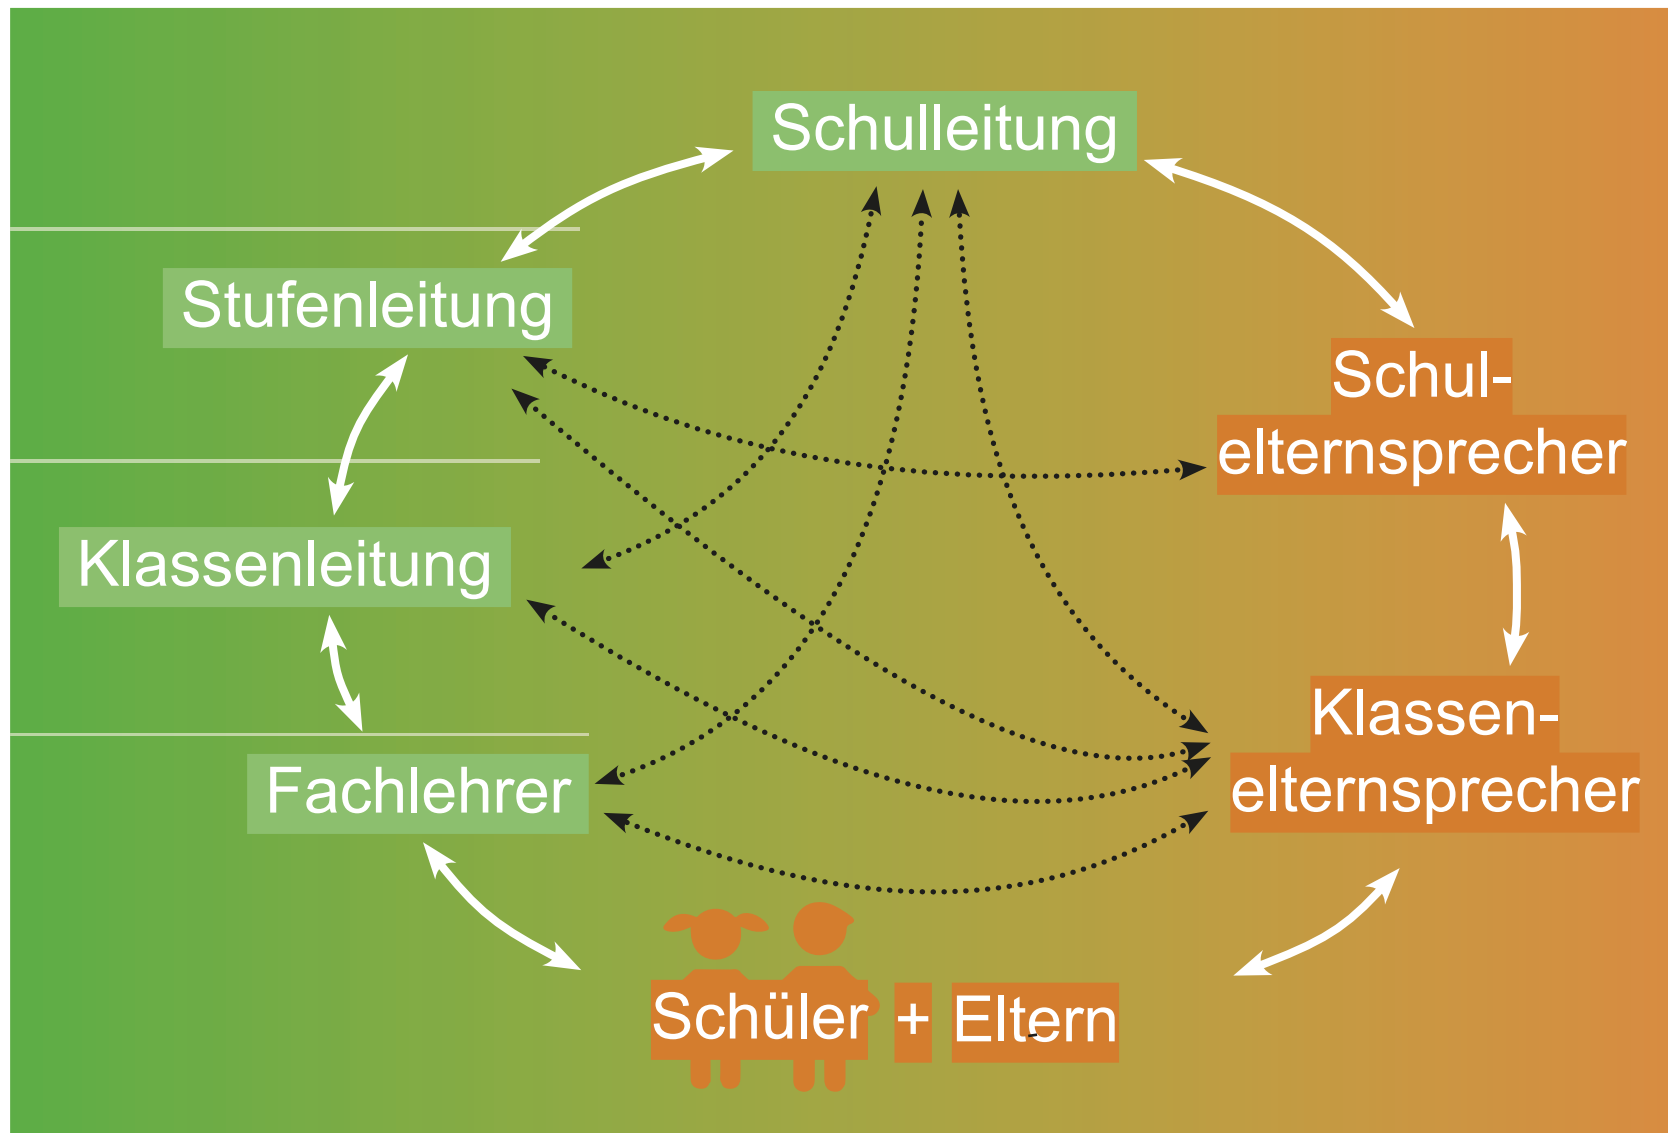 Schulleitung
Stufenleitung
Schul-
elternsprecher
Klassenleitung
Klassen-
elternsprecher
Fachlehrer
Schüler + Eltern